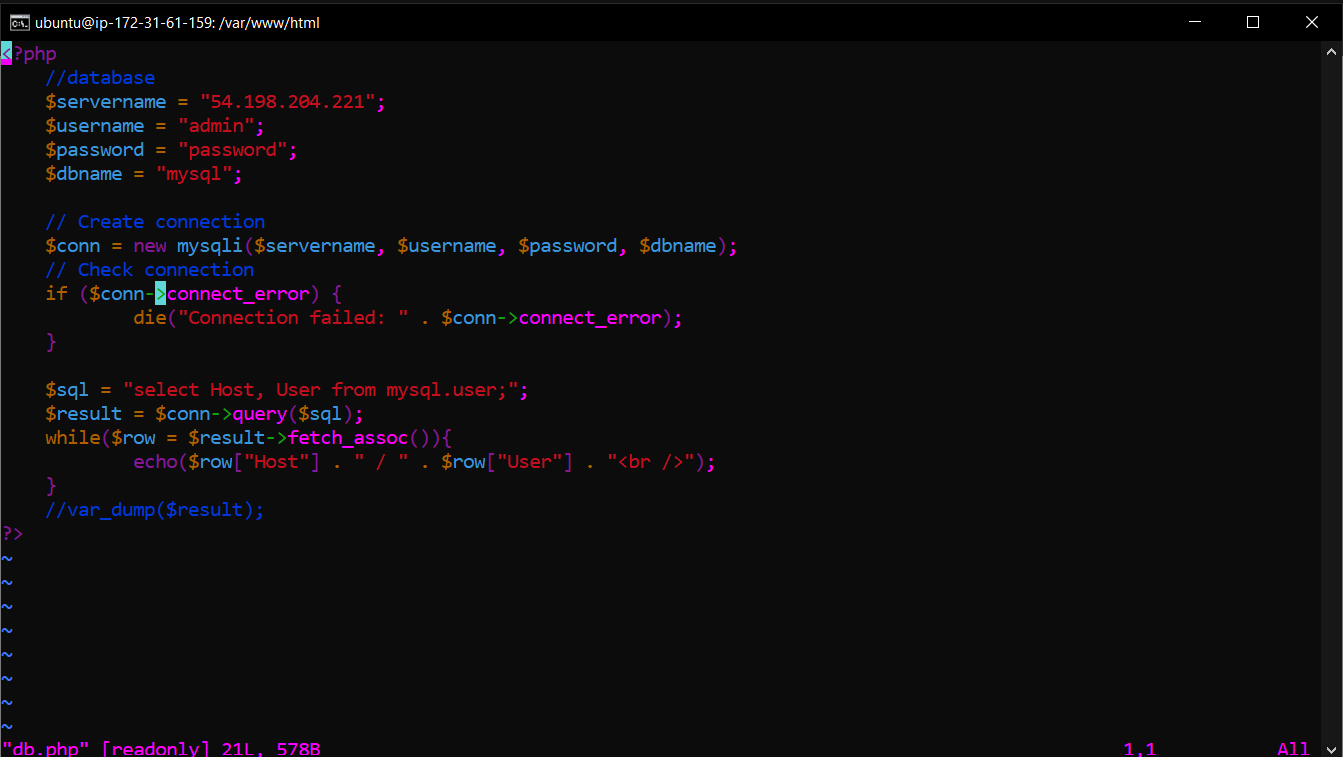 ubuntu@ip-172-31-61-159: /var/www/html
<?php
    //database
    $servername = "54.198.204.221";
    $username = "admin";
    $password = "password";
    $dbname = "mysql";
    // Create connection
    $conn = new mysqli($servername, $username, $password, $dbname);
    // Check connection
    if ($conn->connect_error) {
            die("Connection failed: " . $conn->connect_error);
    }
    $sql = "select Host, User from mysql.user;";
    $result = $conn->query($sql);
    while($row = $result->fetch_assoc()){
            echo($row["Host"] . " / " . $row["User"] . "<br />");
    }
    //var_dump($result);
?>
~
~
~
~
~
~
~
~
"db.php" [readonly] 21L, 578B 1,1 All